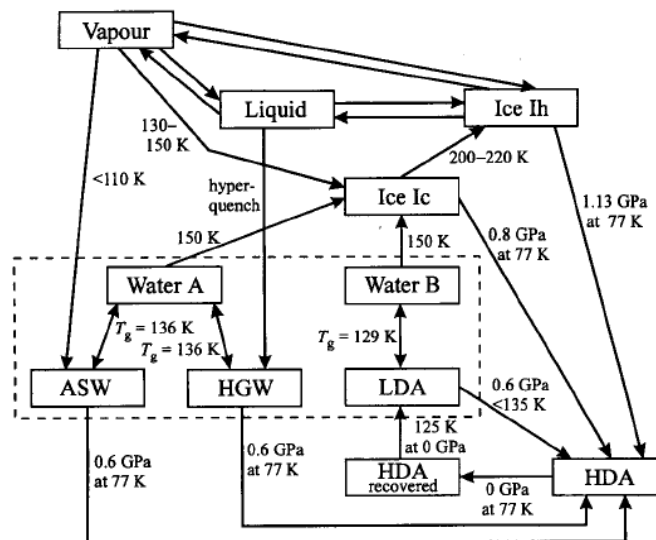 Vapour
Liquid
Ice Ih
130–
150 K
200–220 K
<110 K
hyper-
quench
Ice Ic
1.13 GPa
at 77 K
150 K
150 K
0.8 GPa
at 77 K
Water A
Water B
Tg = 136 K
Tg = 136 K
Tg = 129 K
ASW
HGW
LDA
0.6 GPa
<135 K
125 K
at 0 GPa
0.6 GPa
at 77 K
0.6 GPa
at 77 K
HDA
recovered
HDA
0 GPa
at 77 K